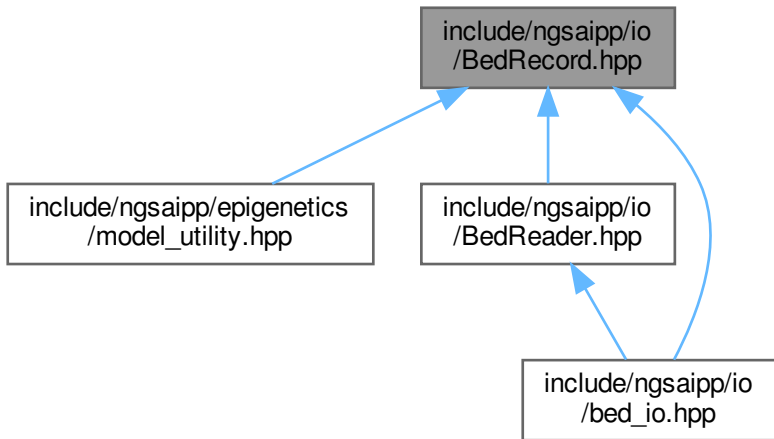 include/ngsaipp/io
/BedRecord.hpp
include/ngsaipp/epigenetics
/model_utility.hpp
include/ngsaipp/io
/BedReader.hpp
include/ngsaipp/io
/bed_io.hpp